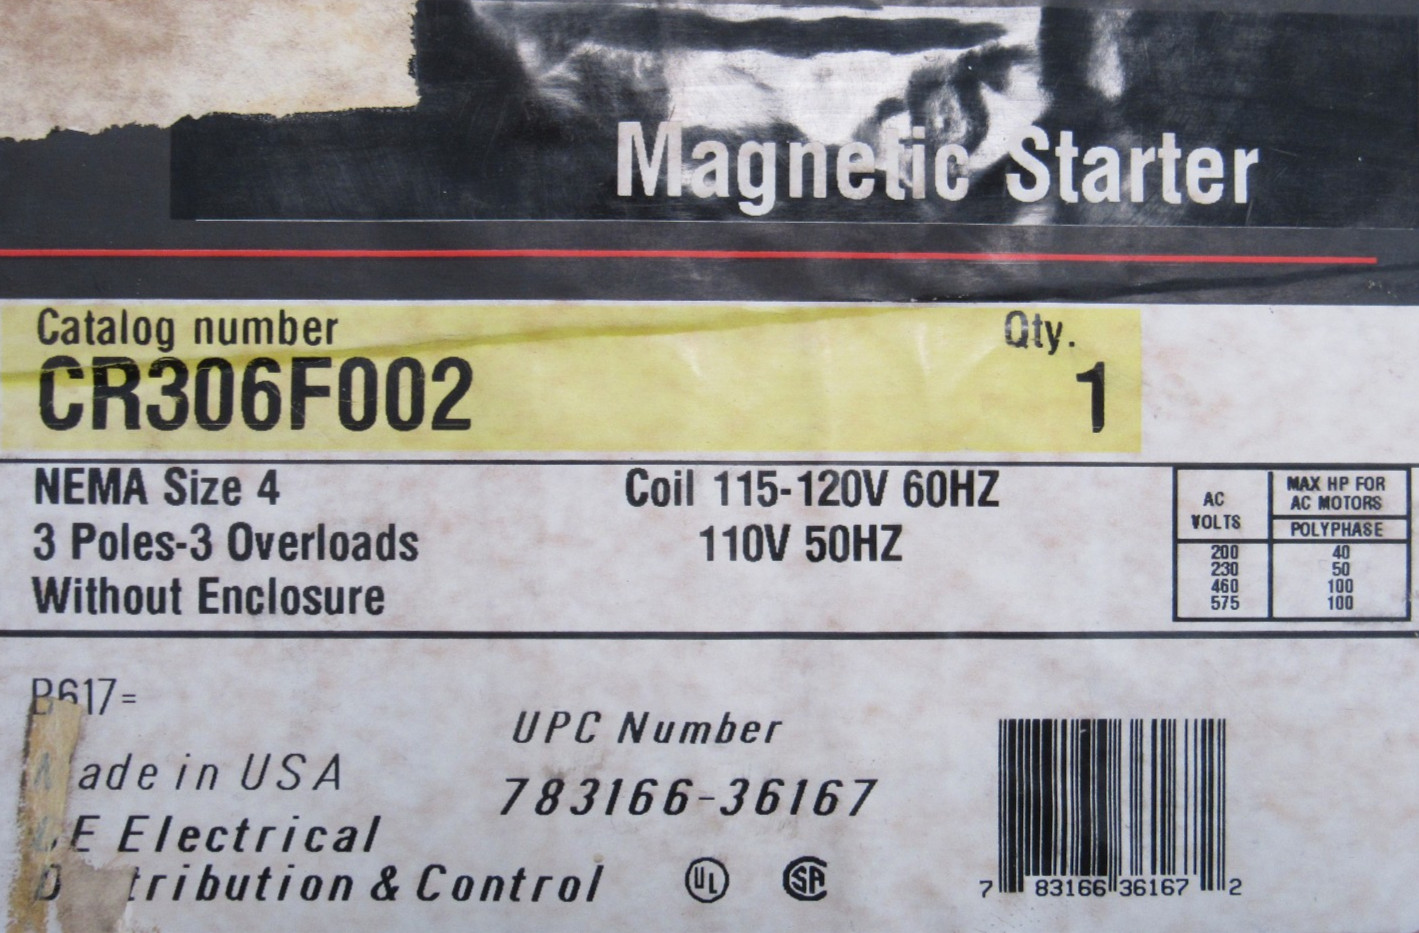 Magnetic Starter
Catalog number
Qty.
CR306F002
1
NEMA Size 4
3 Poles-3 Overloads
Without Enclosure
Coil 115-120V 60HZ
110V 50HZ
AC VOLTS
MAX HP FOR
AC MOTORS
POLYPHASE
200 40
230 50
460 100
575 100
B617=
ade in USA
UPC Number
783166-36167
E Electrical
D tribution & Control
UL
SA
7 83166 36167 2